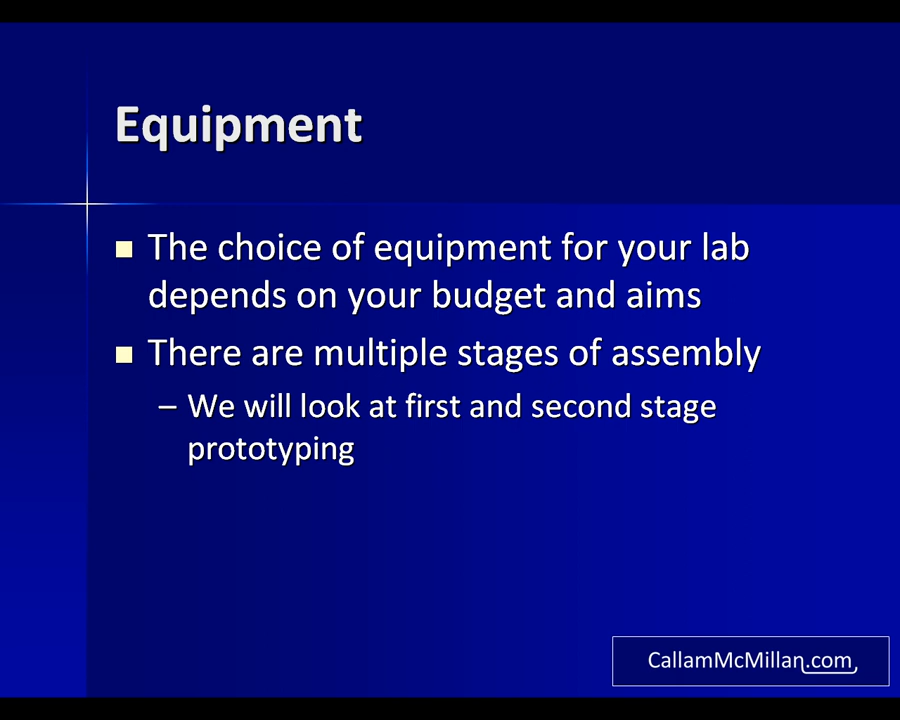 Equipment
■ The choice of equipment for your lab
depends on your budget and aims
■ There are multiple stages of assembly
– We will look at first and second stage
prototyping
CallamMcMillan.com